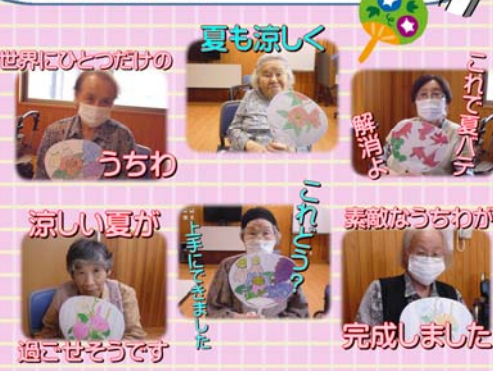 世界にひとつだけの
うちわ
夏も涼しく
これで夏バテ
解消よ
涼しい夏が
過ごせそうです
これどう？
上手にできました
素敵なうちわが
完成しました